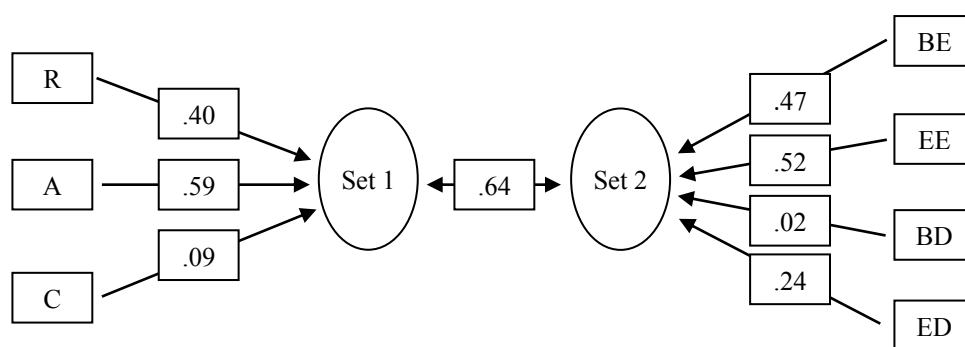 R
.40
A
.59
C
.09
Set 1
.64
Set 2
.47
.52
.02
.24
BE
EE
BD
ED